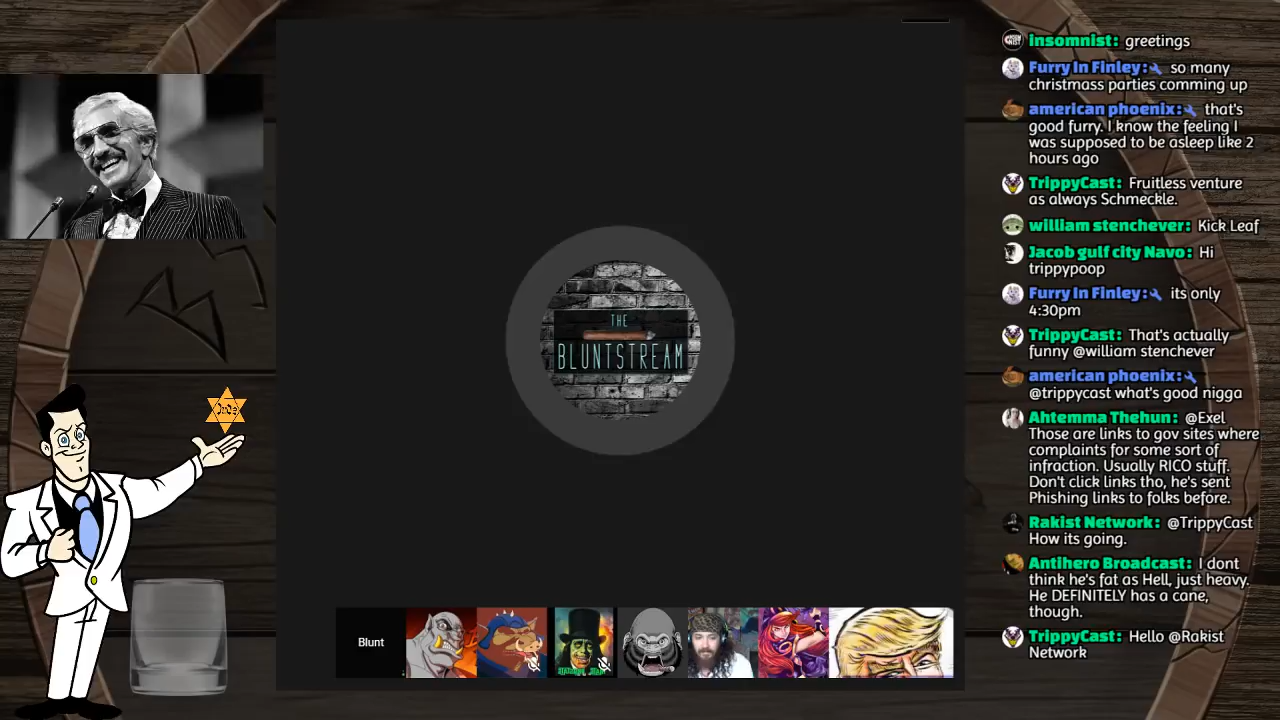 THE
BLUNTSTREAM
Jude
Blunt
insomnist: greetings
Furry In Finley: so many
christmass parties comming up
american phoenix: that's
good furry. I know the feeling I
was supposed to be asleep like 2
hours ago
TrippyCast: Fruitless venture
as always Schmeckle.
william stenchever: Kick Leaf
Jacob gulf city Navo: Hi
trippypoop
Furry In Finley: its only
4:30pm
TrippyCast: That's actually
funny @william stenchever
american phoenix:
@trippycast what's good nigga
Ahtemma Thehun: @Exel
Those are links to gov sites where
complaints for some sort of
infraction. Usually RICO stuff.
Don't click links tho, he's sent
Phishing links to folks before.
Rakist Network: @TrippyCast
How its going.
Antihero Broadcast: I dont
think he's fat as Hell, just heavy.
He DEFINITELY has a cane,
though.
TrippyCast: Hello @Rakist
Network